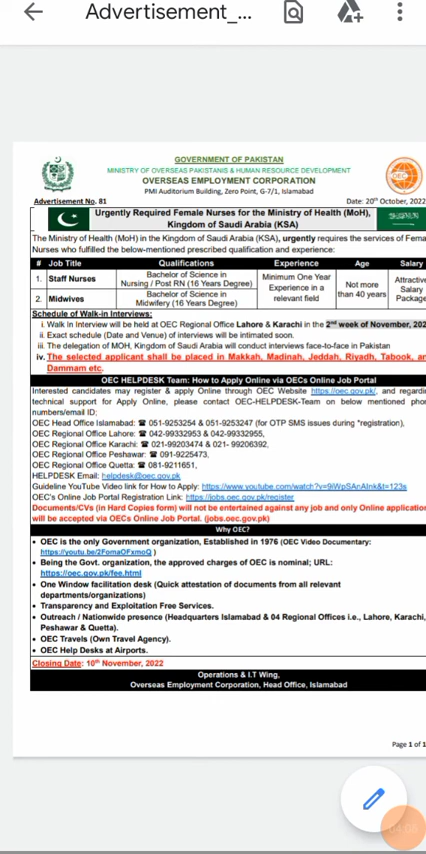 Advertisement_...
GOVERNMENT OF PAKISTAN
MINISTRY OF OVERSEAS PAKISTANIS & HUMAN RESOURCE DEVELOPMENT
OVERSEAS EMPLOYMENT CORPORATION
PMI Auditorium Building, Zero Point, G-7/1, Islamabad
OEC
Advertisement No. 81 Date: 20th October, 2022
Urgently Required Female Nurses for the Ministry of Health (MoH),
Kingdom of Saudi Arabia (KSA)
The Ministry of Health (MoH) in the Kingdom of Saudi Arabia (KSA), urgently requires the services of Fema
Nurses who fulfilled the below-mentioned prescribed qualification and experience:
# Job Title Qualifications Experience Age Salary
1. Staff Nurses Bachelor of Science in Nursing / Post RN (16 Years Degree) Minimum One Year Experience in a relevant field Not more than 40 years Attractive Salary Package
2. Midwives Bachelor of Science in Midwifery (16 Years Degree)
Schedule of Walk-in Interviews:
i. Walk In Interview will be held at OEC Regional Office Lahore & Karachi in the 2nd week of November, 202
ii. Exact schedule (Date and Venue) of interviews will be intimated soon.
iii. The delegation of MOH, Kingdom of Saudi Arabia will conduct interviews face-to-face in Pakistan
iv. The selected applicant shall be placed in Makkah, Madinah, Jeddah, Riyadh, Tabook, an
Dammam etc.
OEC HELPDESK Team: How to Apply Online via OECs Online Job Portal
Interested candidates may register & apply Online through OEC Website https://oec.gov.pk/, and regardi
technical support for Apply Online, please contact OEC-HELPDESK-Team on below mentioned phor
numbers/email ID;
OEC Head Office Islamabad: ☎ 051-9253254 & 051-9253247 (for OTP SMS issues during *registration),
OEC Regional Office Lahore: ☎ 042-99332953 & 042-99332955,
OEC Regional Office Karachi: ☎ 021-99203474 & 021- 99206392,
OEC Regional Office Peshawar: ☎ 091-9225473,
OEC Regional Office Quetta: ☎ 081-9211651,
HELPDESK Email: helpdesk@oec.gov.pk
Guideline YouTube Video link for How to Apply: https://www.youtube.com/watch?v=9iWpSAnAInk&t=123s
OEC's Online Job Portal Registration Link: https://jobs.oec.gov.pk/register
Documents/CVs (in Hard Copies form) will not be entertained against any job and only Online application
will be accepted via OECs Online Job Portal. (jobs.oec.gov.pk)
Why OEC?
• OEC is the only Government organization, Established in 1976 (OEC Video Documentary:
https://youtu.be/2FomaOFxmoQ )
• Being the Govt. organization, the approved charges of OEC is nominal; URL:
https://oec.gov.pk/fee.html
• One Window facilitation desk (Quick attestation of documents from all relevant
departments/organizations)
• Transparency and Exploitation Free Services.
• Outreach / Nationwide presence (Headquarters Islamabad & 04 Regional Offices i.e., Lahore, Karachi,
Peshawar & Quetta).
• OEC Travels (Own Travel Agency).
• OEC Help Desks at Airports.
Closing Date: 10th November, 2022
Operations & I.T Wing,
Overseas Employment Corporation, Head Office, Islamabad
Page 1 of 1
04:06